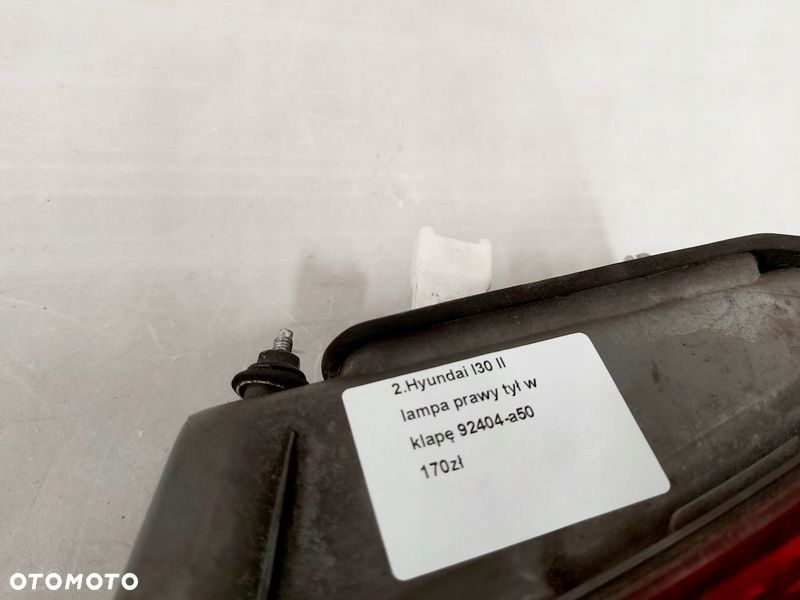 2.Hyundai I30 II
lampa prawy tył w
klapę 92404-a50
170zł
OTOMOTO